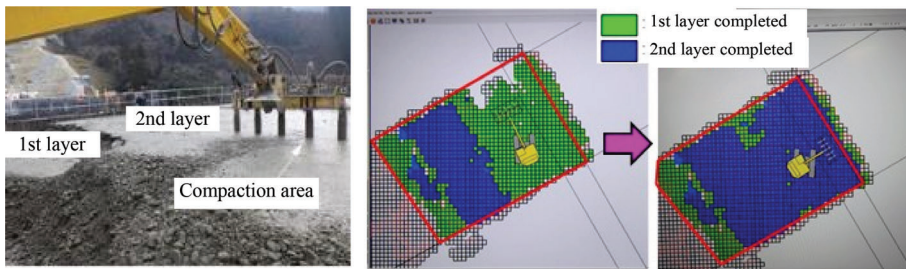 2nd layer
1st layer
Compaction area
: 1st layer completed
: 2nd layer completed